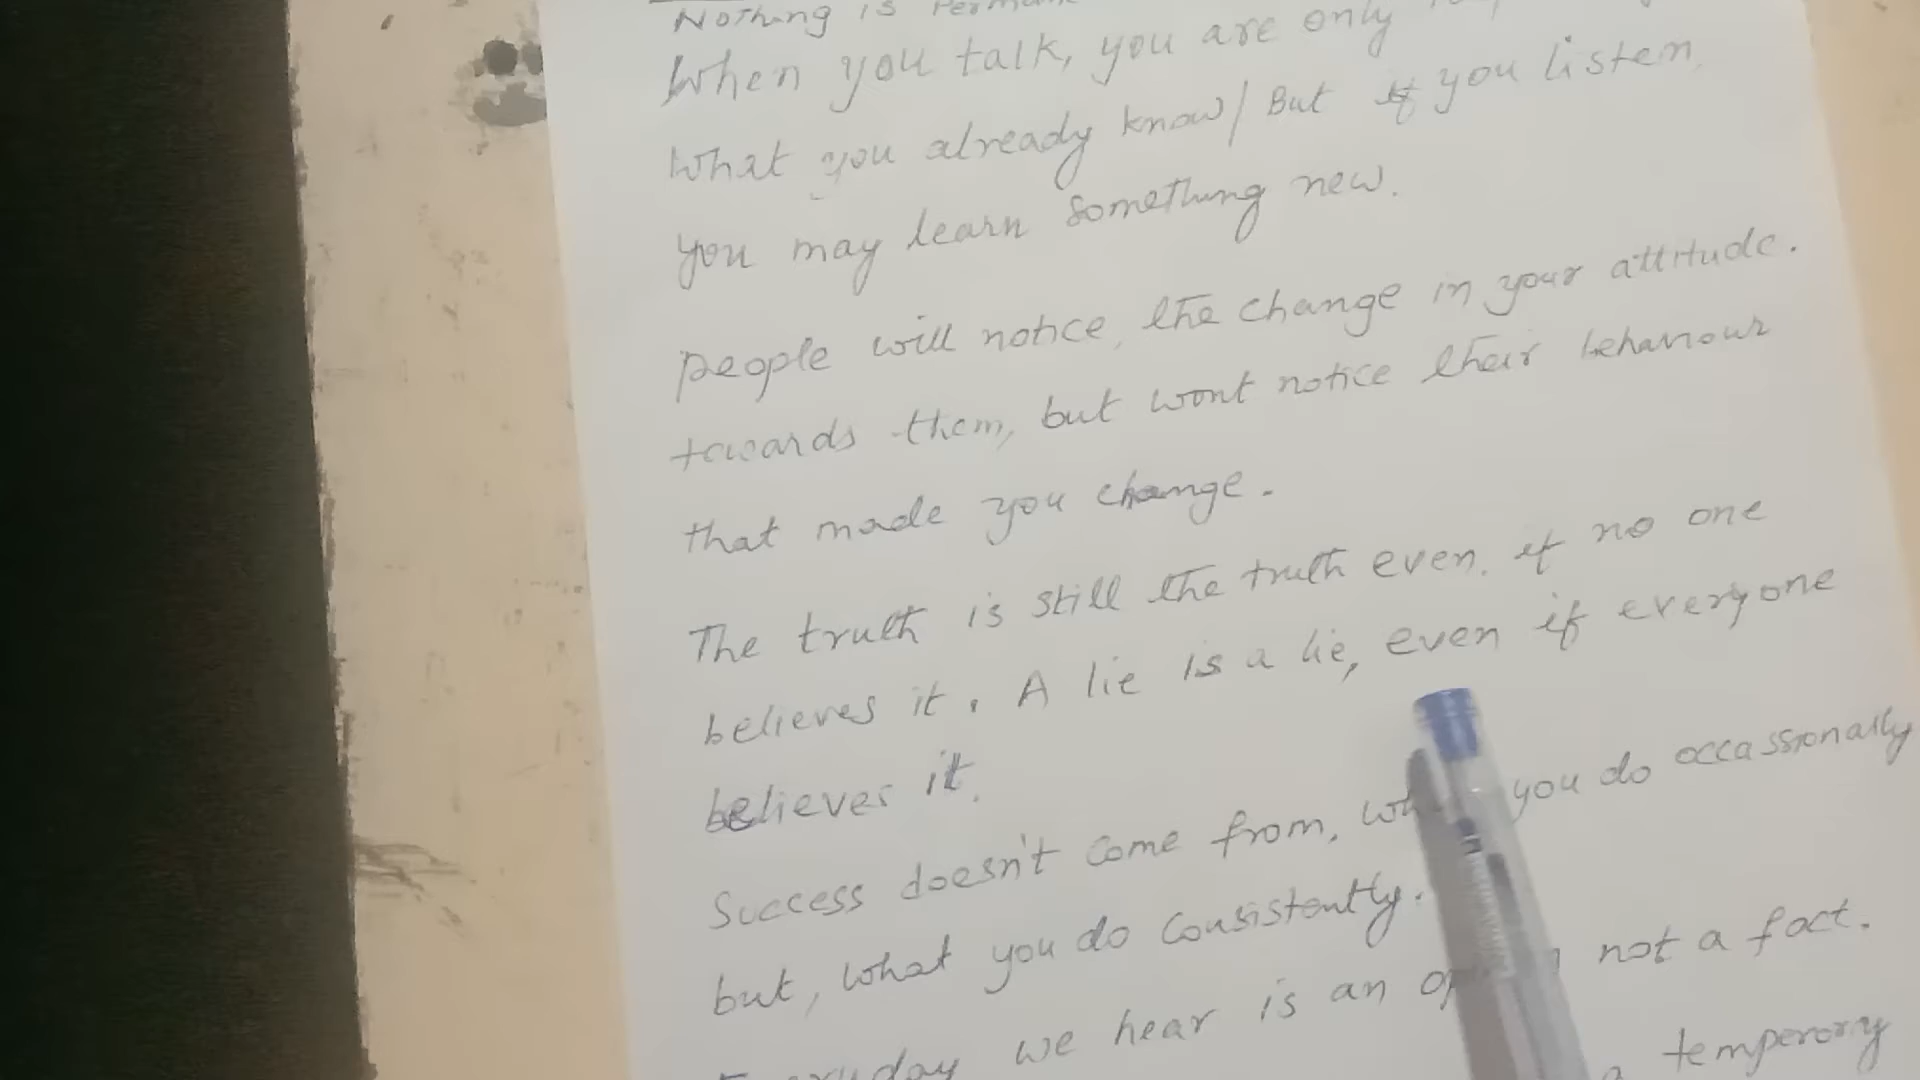 Nothing is
When you talk, you are only
What you already know/ But if you listen,
you may learn something new.
people will notice, the change in your attitude.
towards them, but wont notice their behaviour
that made you change.
The truth is still the truth even. if no one
believes it. A lie is a lie, even if everyone
believes it.
Success doesn't come from, you do occassionally
but, what you do consistently.
we hear is an not a fact.
a temperory